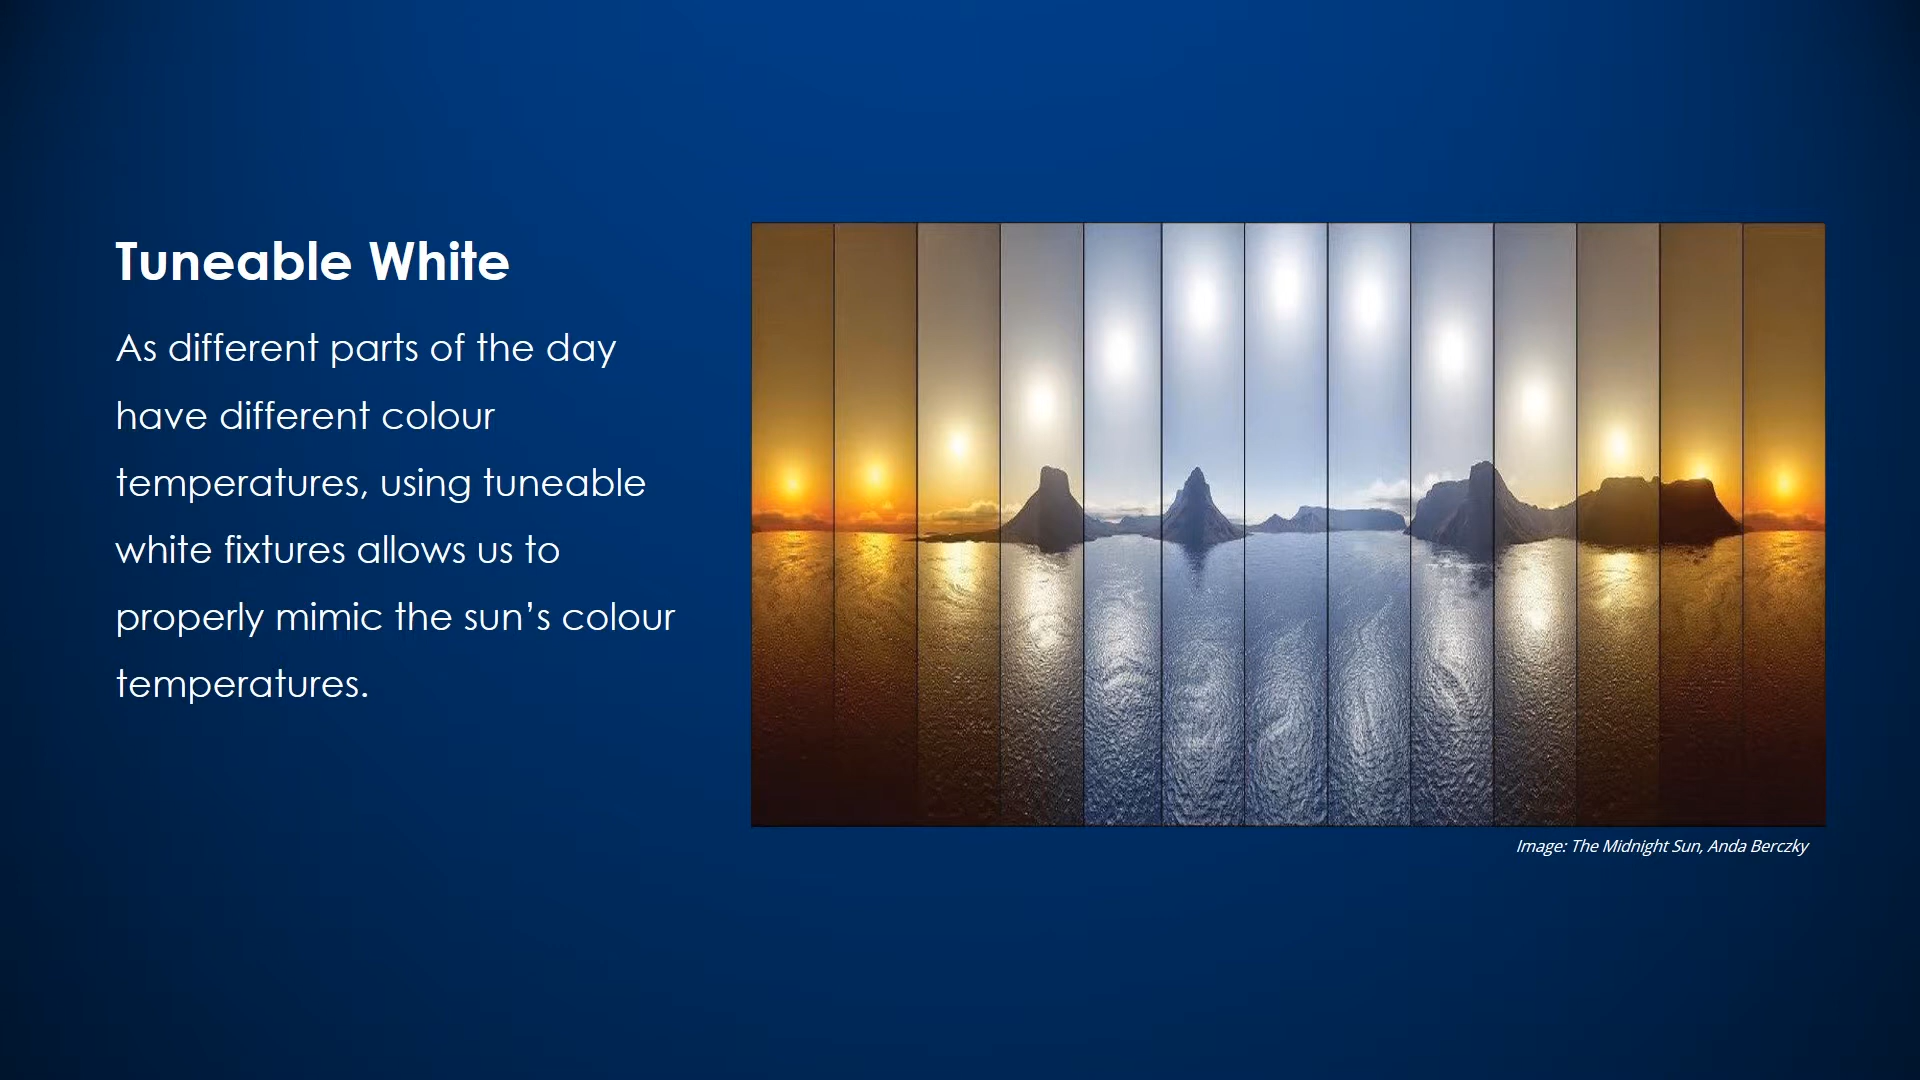 Tuneable White
As different parts of the day
have different colour
temperatures, using tuneable
white fixtures allows us to
properly mimic the sun’s colour
temperatures.
Image: The Midnight Sun, Anda Berczky